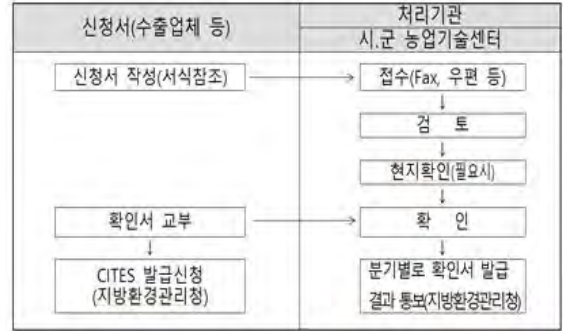 신청서(수출업체 등)
처리기관
시.군 농업기술센터
신청서 작성(서식참조)
접수(Fax, 우편 등)
검 토
현지확인(필요시)
확인서 교부
확 인
CITES 발급신청
(지방환경관리청)
분기별로 확인서 발급
결과 통보(지방환경관리청)